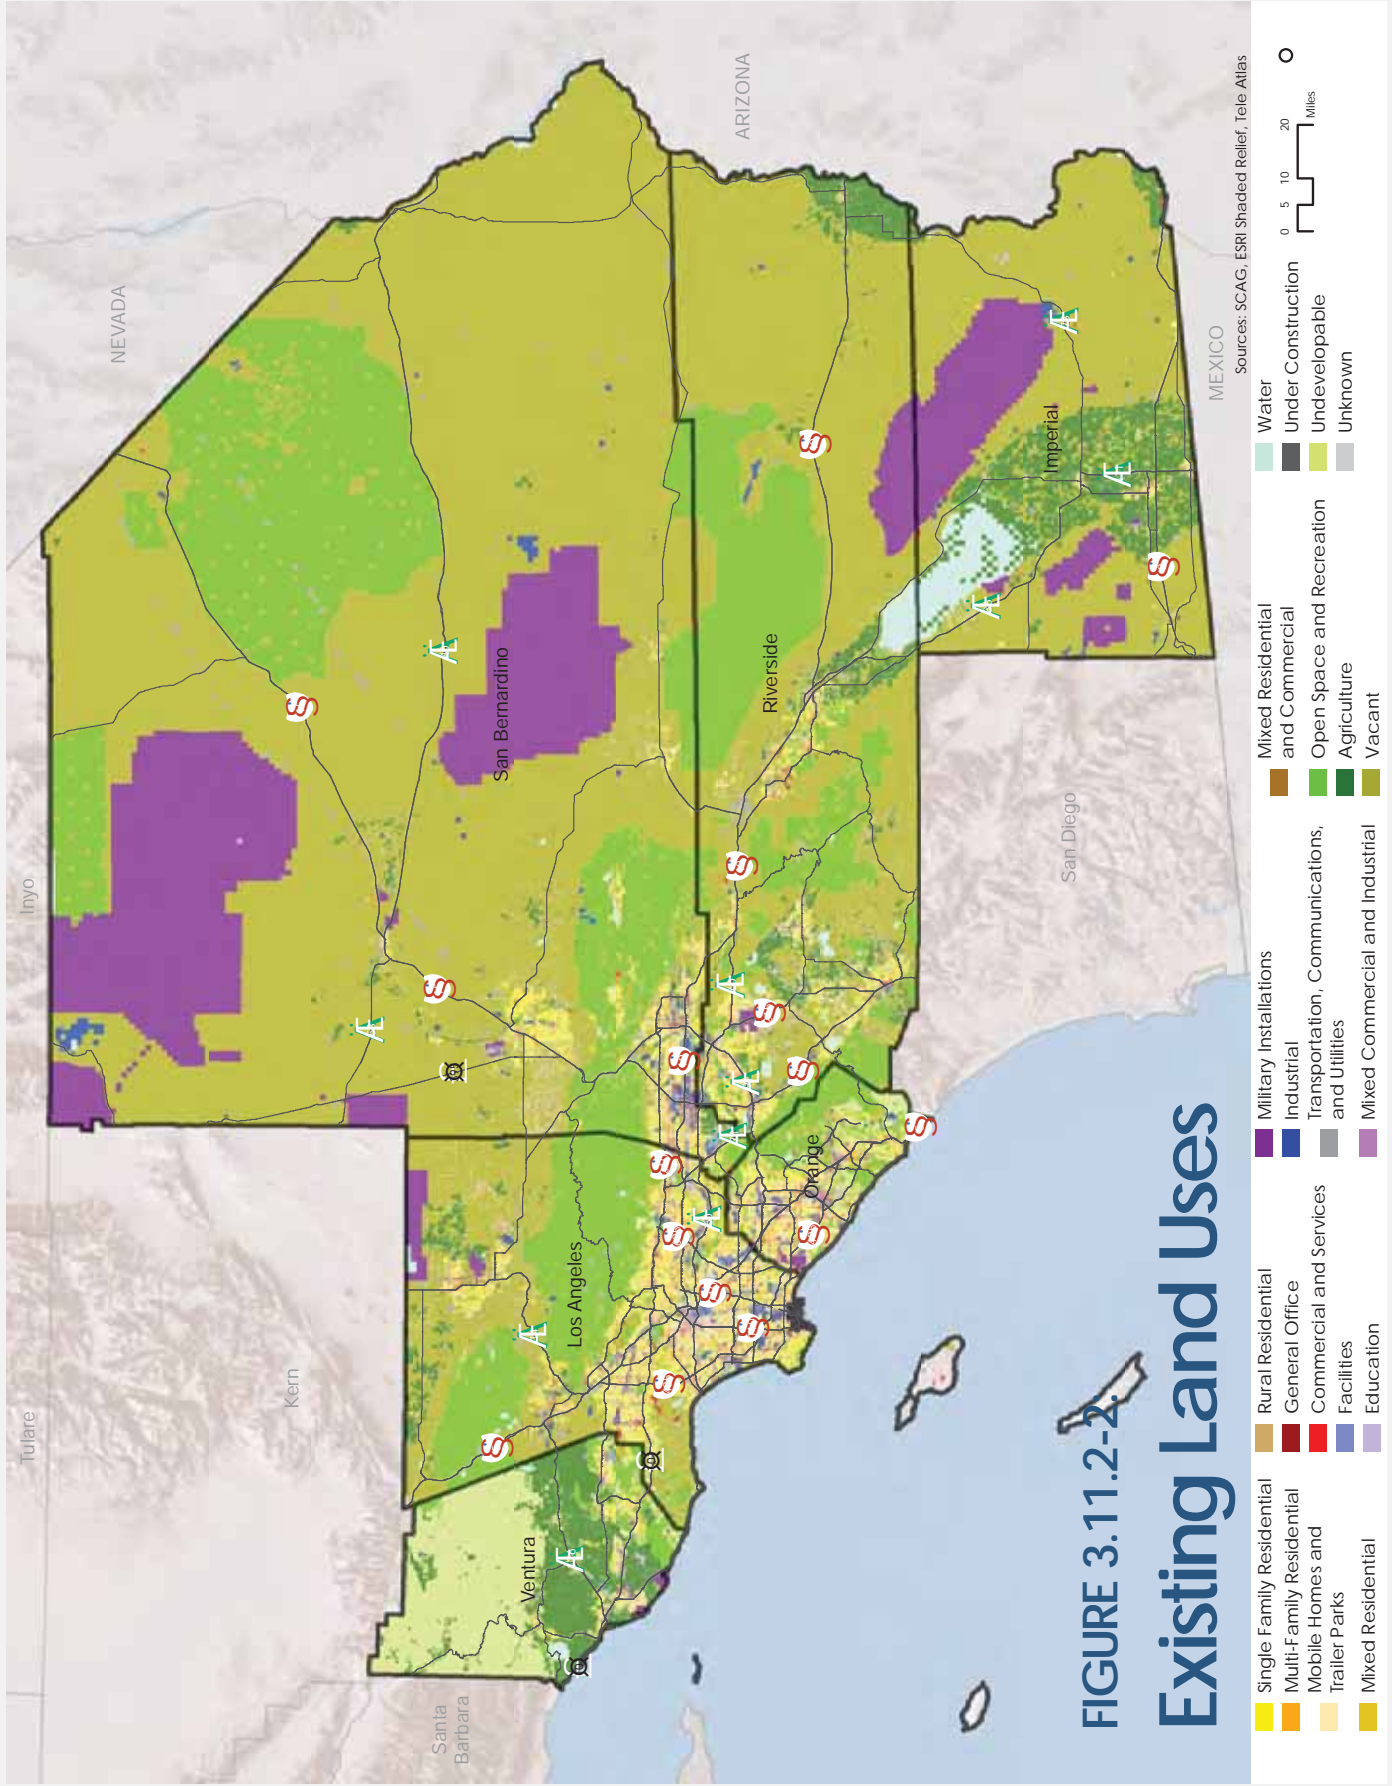 FIGURE 3.11.2-2.
Existing Land Uses
Tulare
Inyo
Kern
NEVADA
ARIZONA
MEXICO
Santa
Barbara
San Diego
Ventura
Los Angeles
Orange
San Bernardino
Riverside
Imperial
Sources: SCAG, ESRI Shaded Relief, Tele Atlas
Single Family Residential
Multi-Family Residential
Mobile Homes and
Trailer Parks
Mixed Residential
Rural Residential
General Office
Commercial and Services
Facilities
Education
Military Installations
Industrial
Transportation, Communications,
and Utilities
Mixed Commercial and Industrial
Mixed Residential
and Commercial
Open Space and Recreation
Agriculture
Vacant
Water
Under Construction
Undevelopable
Unknown
0 5 10 20
Miles